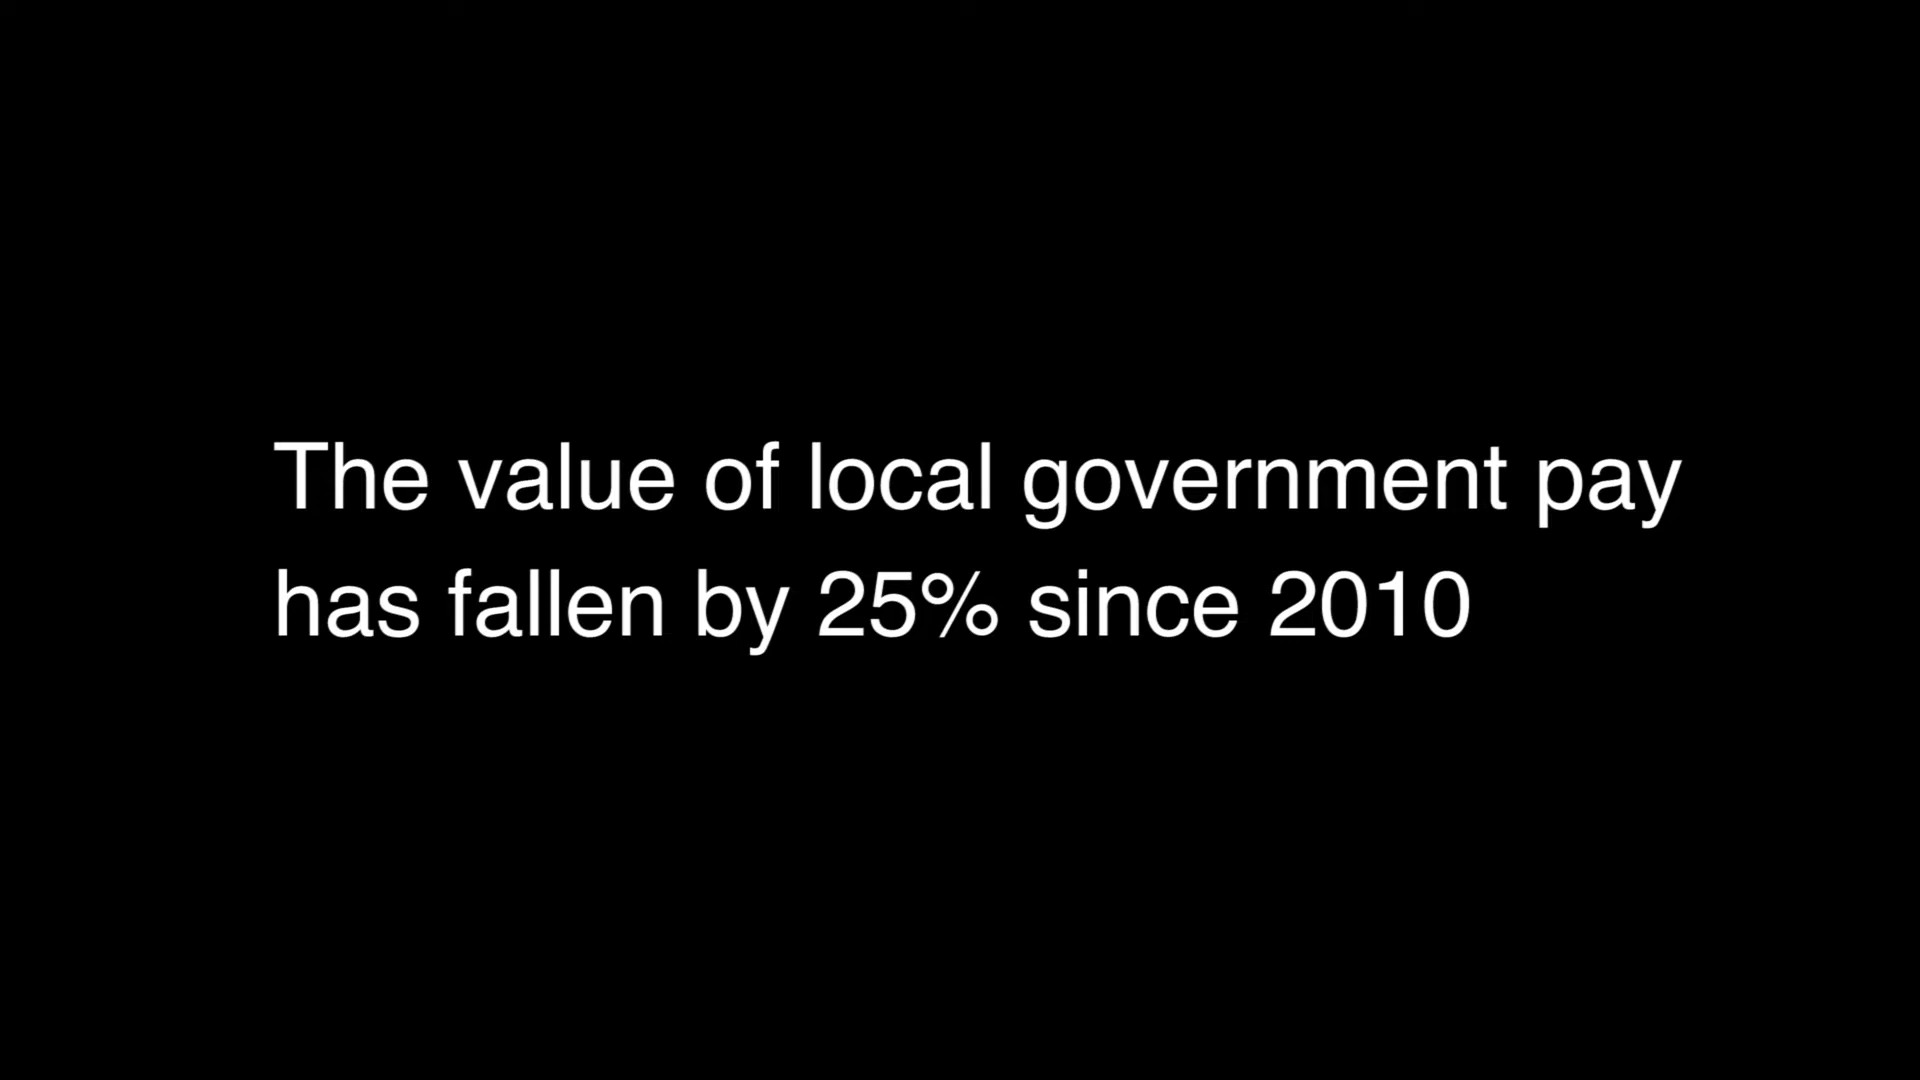 The value of local government pay
has fallen by 25% since 2010